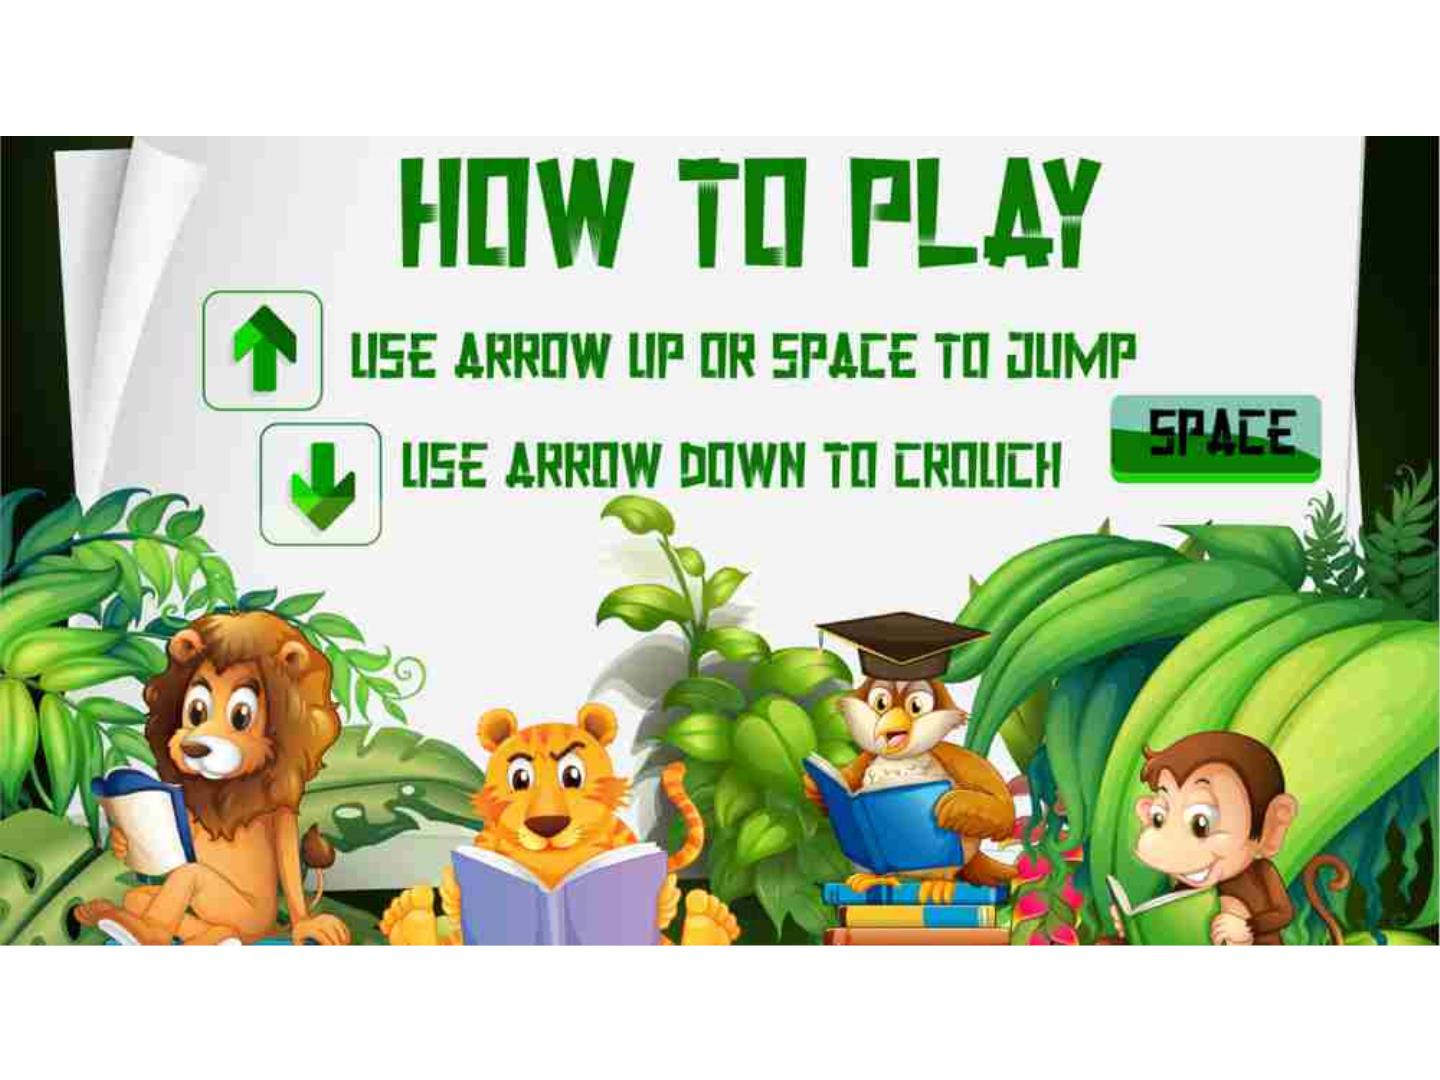 HOW TO PLAY
USE ARROW UP OR SPACE TO JUMP
SPACE
USE ARROW DOWN TO CROUCH